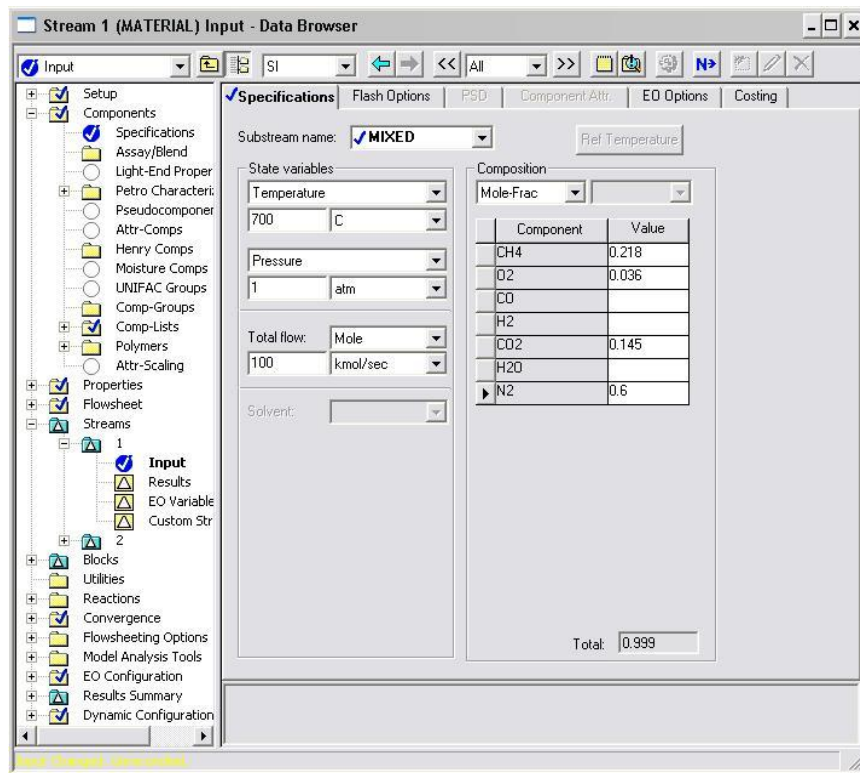 Stream 1 (MATERIAL) Input - Data Browser
Input SI << All >> N>
Setup
Components
Specifications
Assay/Blend
Light-End Proper
Petro Characteri
Pseudocomponer
Attr-Comps
Henry Comps
Moisture Comps
UNIFAC Groups
Comp-Groups
Comp-Lists
Polymers
Attr-Scaling
Properties
Flowsheet
Streams
1
Input
Results
EO Variable
Custom Str
2
Blocks
Utilities
Reactions
Convergence
Flowsheeting Options
Model Analysis Tools
EO Configuration
Results Summary
Dynamic Configuration
Specifications Flash Options PSD Component Attr. EO Options Costing
Substream name: MIXED Ref Temperature
State variables
Temperature
700 C
Pressure
1 atm
Total flow: Mole
100 kmol/sec
Solvent:
Composition
Mole-Frac
Component Value
CH4 0.218
O2 0.036
CO
H2
CO2 0.145
H2O
N2 0.6
Total: 0.999